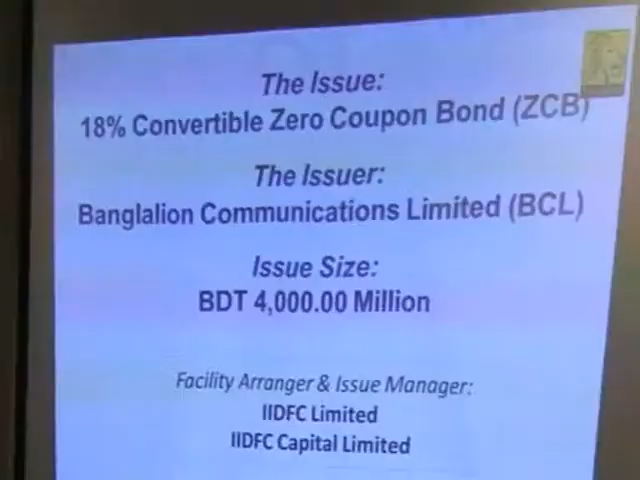 The Issue:
18% Convertible Zero Coupon Bond (ZCB)
The Issuer:
Banglalion Communications Limited (BCL)
Issue Size:
BDT 4,000.00 Million
Facility Arranger & Issue Manager:
IIDFC Limited
IIDFC Capital Limited